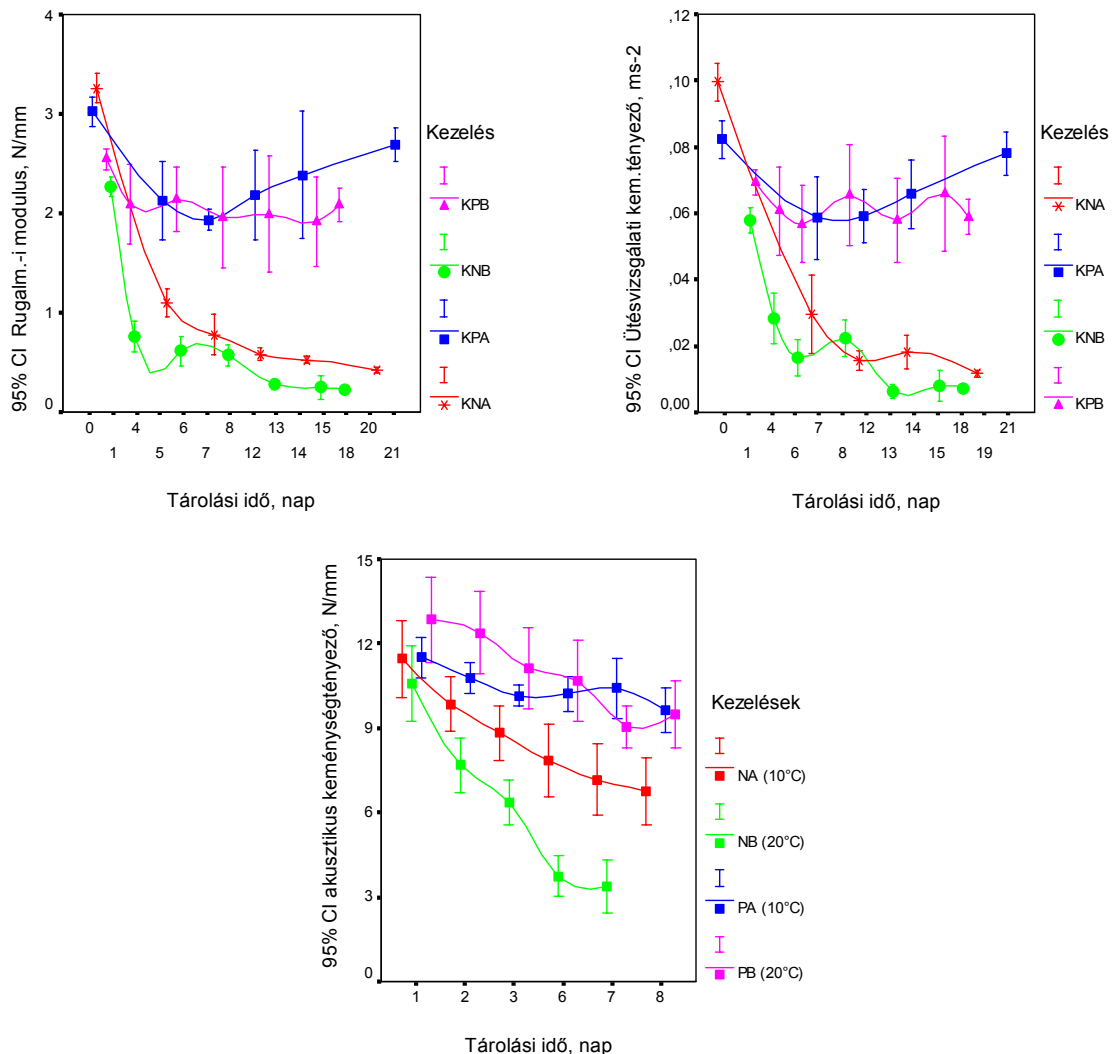 95% CI Rugalm.-i modulus, N/mm
4
3
2
1
0
0 4 6 8 13 15 20
1 5 7 12 14 18 21
Tárolási idő, nap
Kezelés
KPB
KNB
KPA
KNA
95% CI Ütésvizsgálati kem.tényező, ms-2
,12
,10
,08
,06
,04
,02
0,00
0 4 7 8 13 15 19
1 6 8 12 14 18 21
Tárolási idő, nap
Kezelés
KNA
KPA
KNB
KPB
95% CI akusztikus keménységtényező, N/mm
15
12
9
6
3
0
1 2 3 6 7 8
Tárolási idő, nap
Kezelések
NA (10°C)
NB (20°C)
PA (10°C)
PB (20°C)